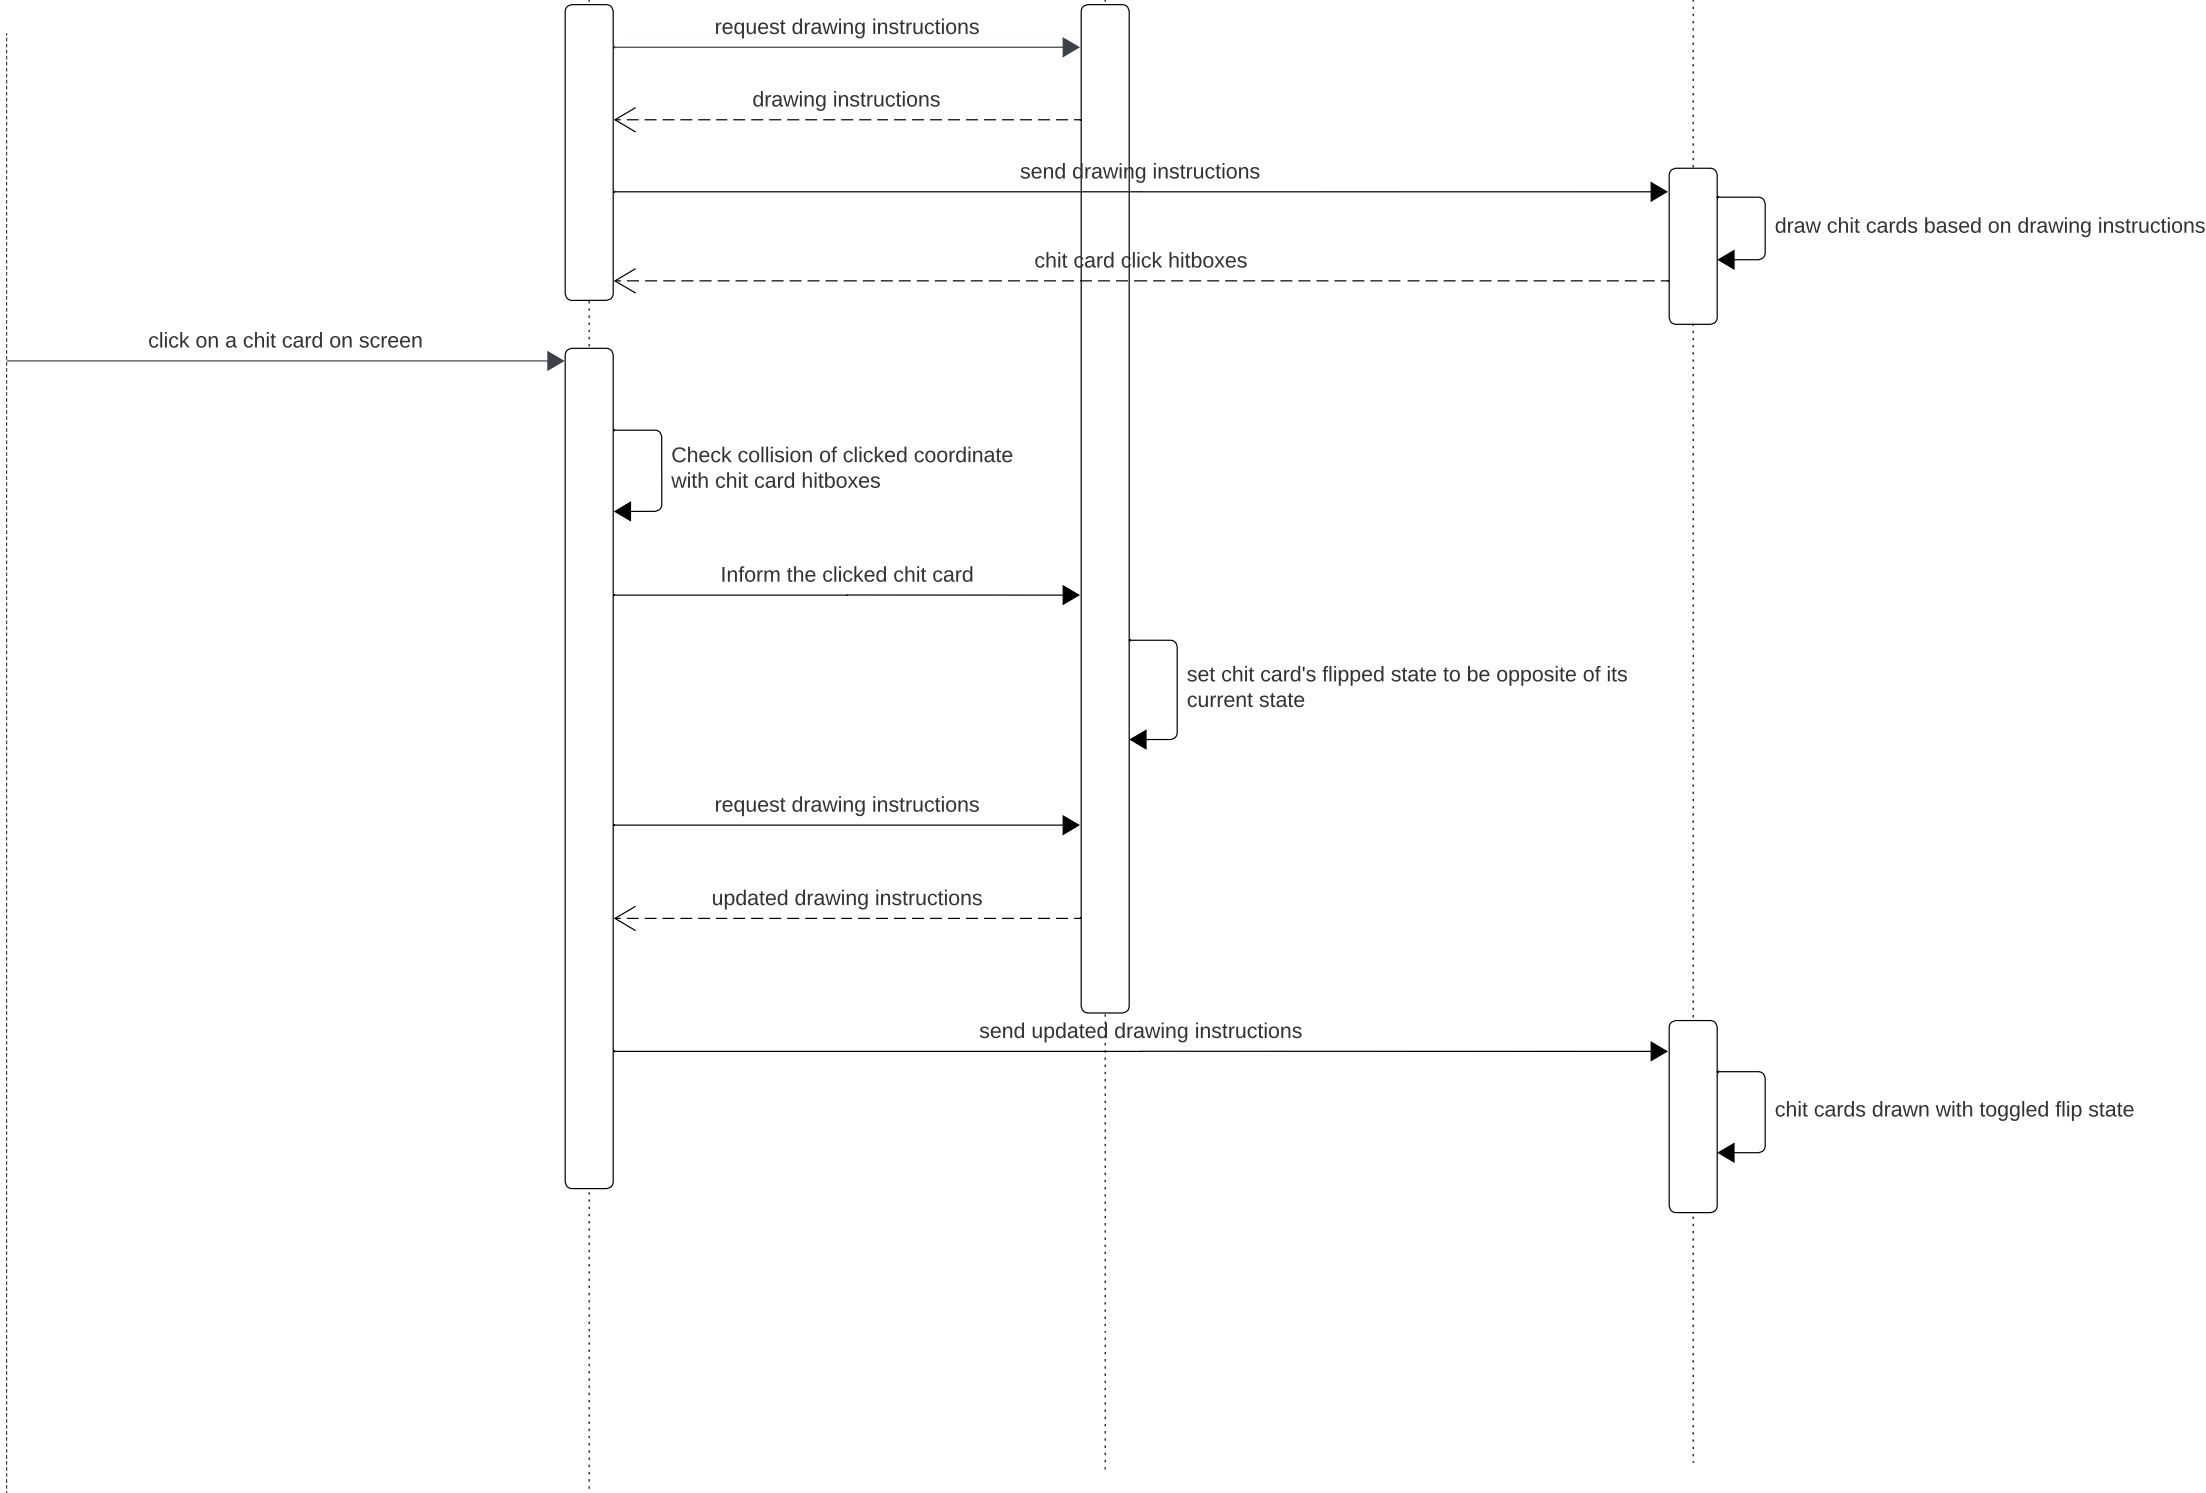 request drawing instructions
drawing instructions
send drawing instructions
draw chit cards based on drawing instructions
chit card click hitboxes
click on a chit card on screen
Check collision of clicked coordinate
with chit card hitboxes
Inform the clicked chit card
set chit card's flipped state to be opposite of its
current state
request drawing instructions
updated drawing instructions
send updated drawing instructions
chit cards drawn with toggled flip state